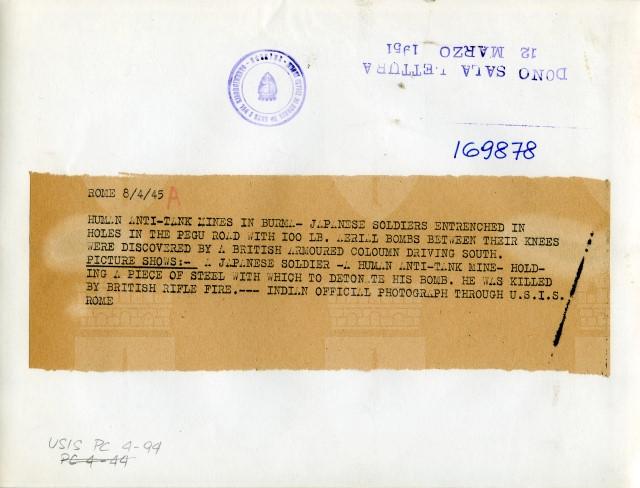 DONO SALA LETTURA
12 MARZO 1951
169878
ROME 8/4/45 A
HUMAN ANTI-TANK MINES IN BURMA- JAPANESE SOLDIERS ENTRENCHED IN
HOLES IN THE PEGU ROAD WITH 100 LB. AERIAL BOMBS BETWEEN THEIR KNEES
WERE DISCOVERED BY A BRITISH ARMOURED COLOUMN DRIVING SOUTH.
PICTURE SHOWS:- A JAPANESE SOLDIER -A HUMAN ANTI-TANK MINE- HOLD-
ING A PIECE OF STEEL WITH WHICH TO DETONATE HIS BOMB. HE WAS KILLED
BY BRITISH RIFLE FIRE.--- INDIAN OFFICIAL PHOTOGRAPH THROUGH U.S.I.S.
ROME
USIS PC 4-94
PC 4-44